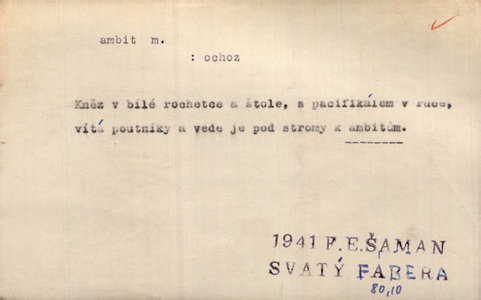 ambit m.
: ochoz
Kněz v bílé rochetce a štole, s pacifikálem v ruce,
vítá poutníky a vede je pod stromy k ambitům.
1941 F.E.ŠAMAN
SVATÝ FABERA
80,10